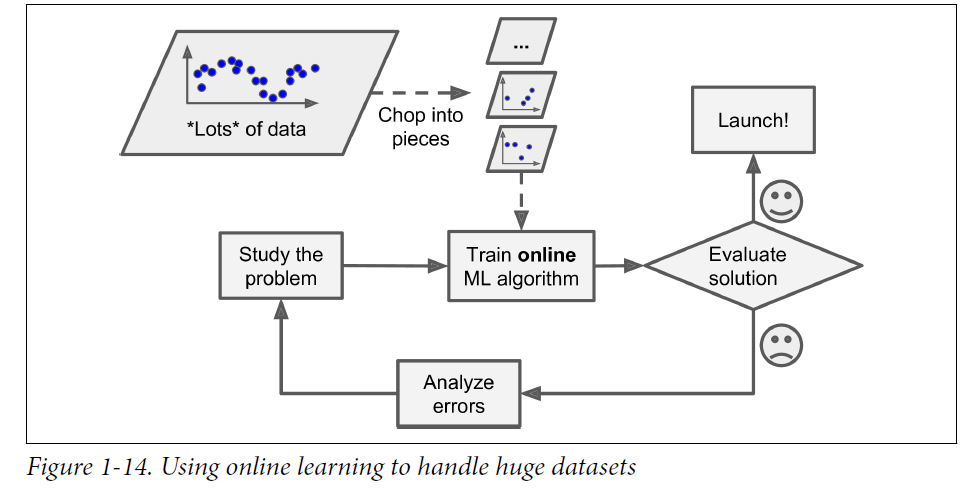 ...
*Lots* of data
Chop into
pieces
Launch!
Study the
problem
Train online
ML algorithm
Evaluate
solution
Analyze
errors
Figure 1-14. Using online learning to handle huge datasets